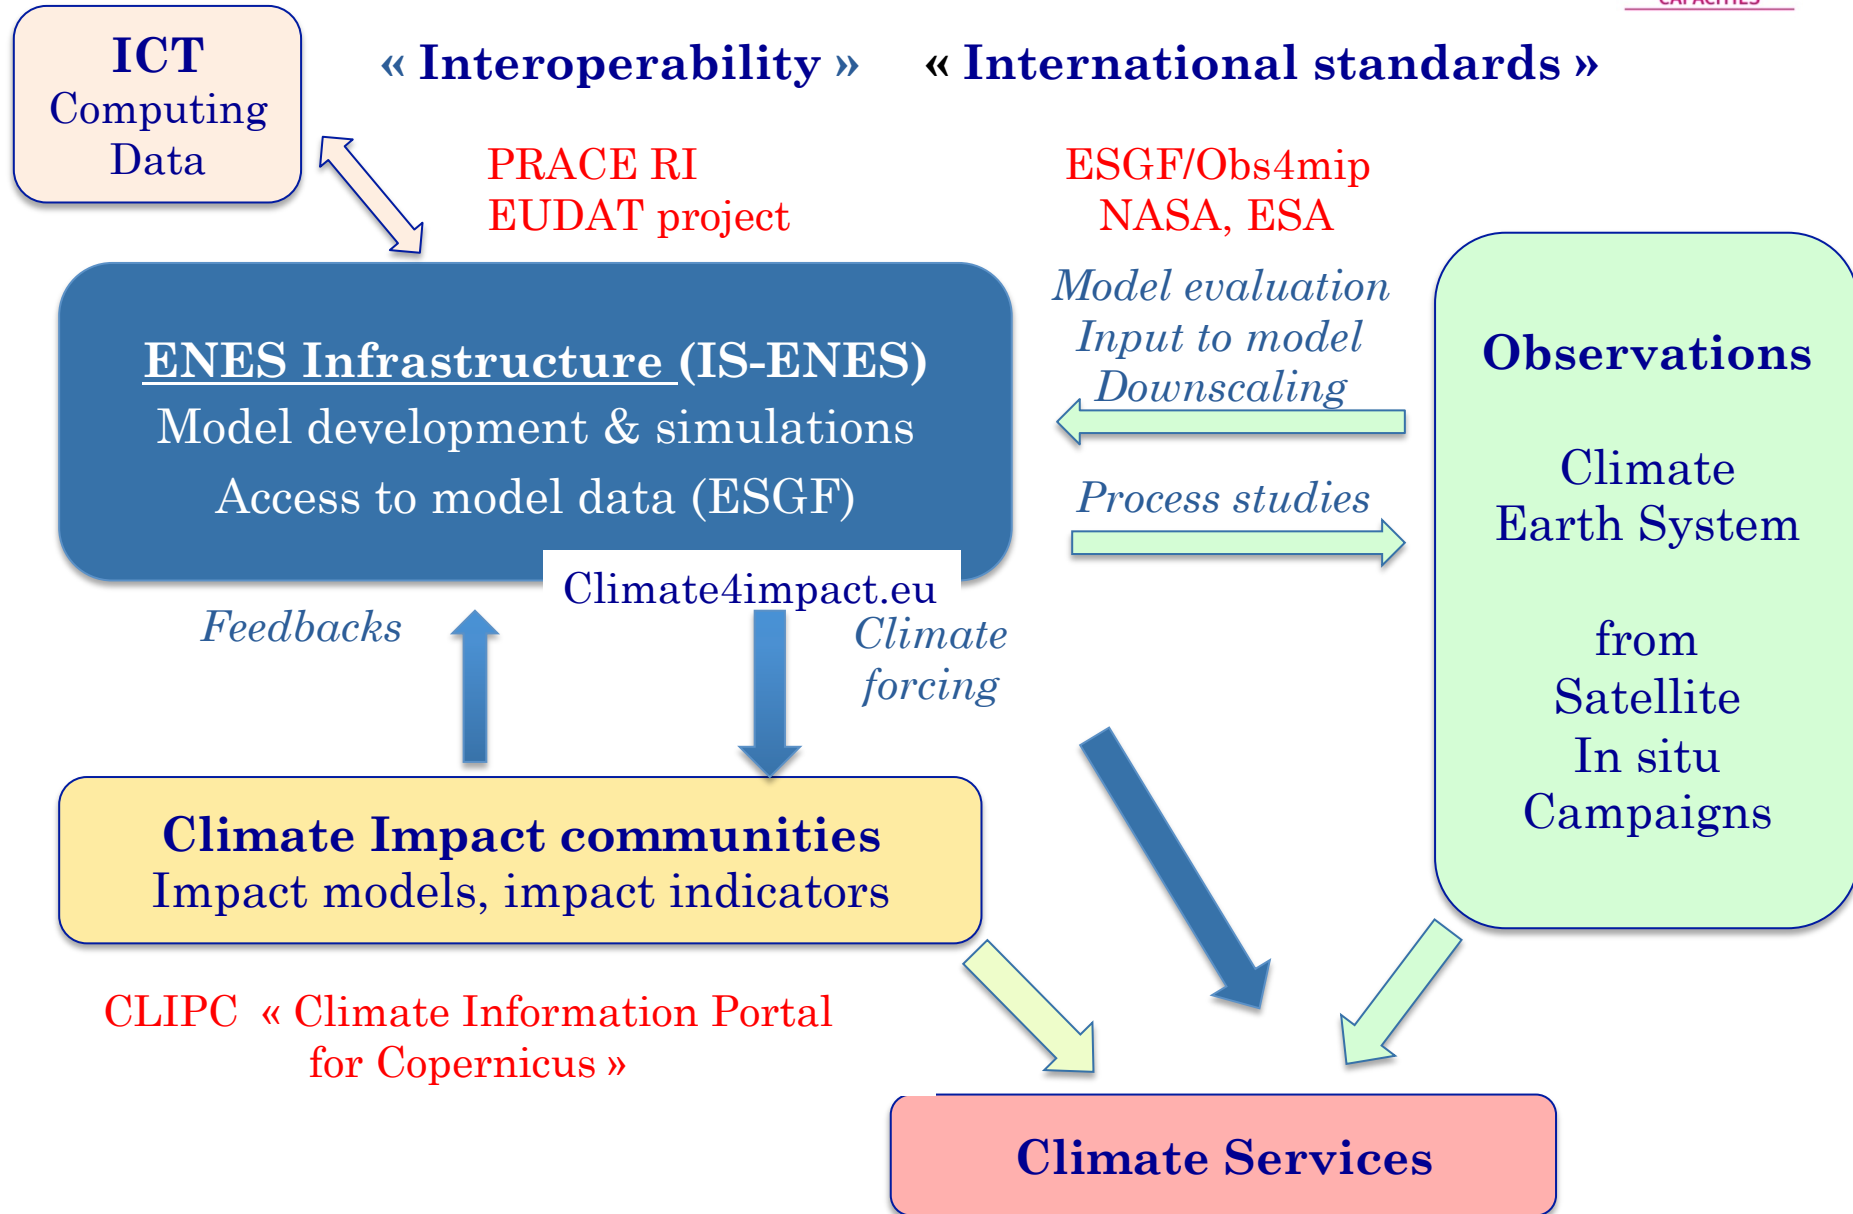 CAPACITIES
ICT
Computing
Data
« Interoperability »
« International standards »
PRACE RI
EUDAT project
ESGF/Obs4mip
NASA, ESA
ENES Infrastructure (IS-ENES)
Model development & simulations
Access to model data (ESGF)
Climate4impact.eu
Model evaluation
Input to model
Downscaling
Process studies
Observations
Climate
Earth System
from
Satellite
In situ
Campaigns
Feedbacks
Climate
forcing
Climate Impact communities
Impact models, impact indicators
CLIPC « Climate Information Portal
for Copernicus »
Climate Services